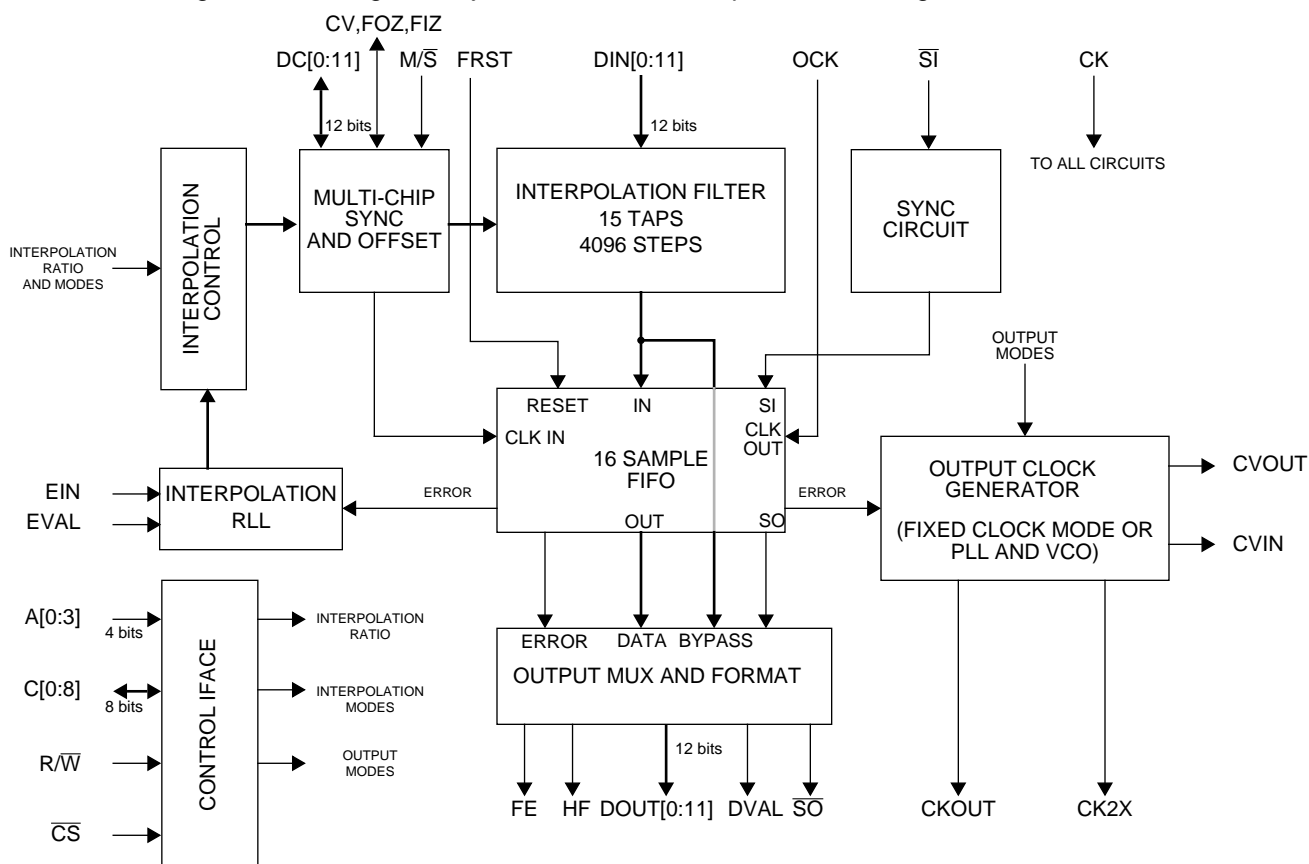 CV,FOZ,FIZ
DC[0:11]
M/S̅
FRST
DIN[0:11]
OCK
S̅I̅
CK
12 bits
12 bits
TO ALL CIRCUITS
INTERPOLATION
CONTROL
MULTI-CHIP
SYNC
AND OFFSET
INTERPOLATION FILTER
15 TAPS
4096 STEPS
SYNC
CIRCUIT
INTERPOLATION
RATIO
AND MODES
OUTPUT
MODES
RESET
IN
SI
CLK IN
CLK
OUT
16 SAMPLE
FIFO
OUT
SO
OUTPUT CLOCK
GENERATOR
(FIXED CLOCK MODE OR
PLL AND VCO)
CVOUT
CVIN
EIN
EVAL
INTERPOLATION
RLL
ERROR
ERROR
A[0:3]
4 bits
C[0:8]
8 bits
R/W̅
C̅S̅
CONTROL IFACE
INTERPOLATION
RATIO
INTERPOLATION
MODES
OUTPUT
MODES
ERROR
DATA
BYPASS
OUTPUT MUX AND FORMAT
12 bits
FE
HF
DOUT[0:11]
DVAL
S̅O̅
CKOUT
CK2X